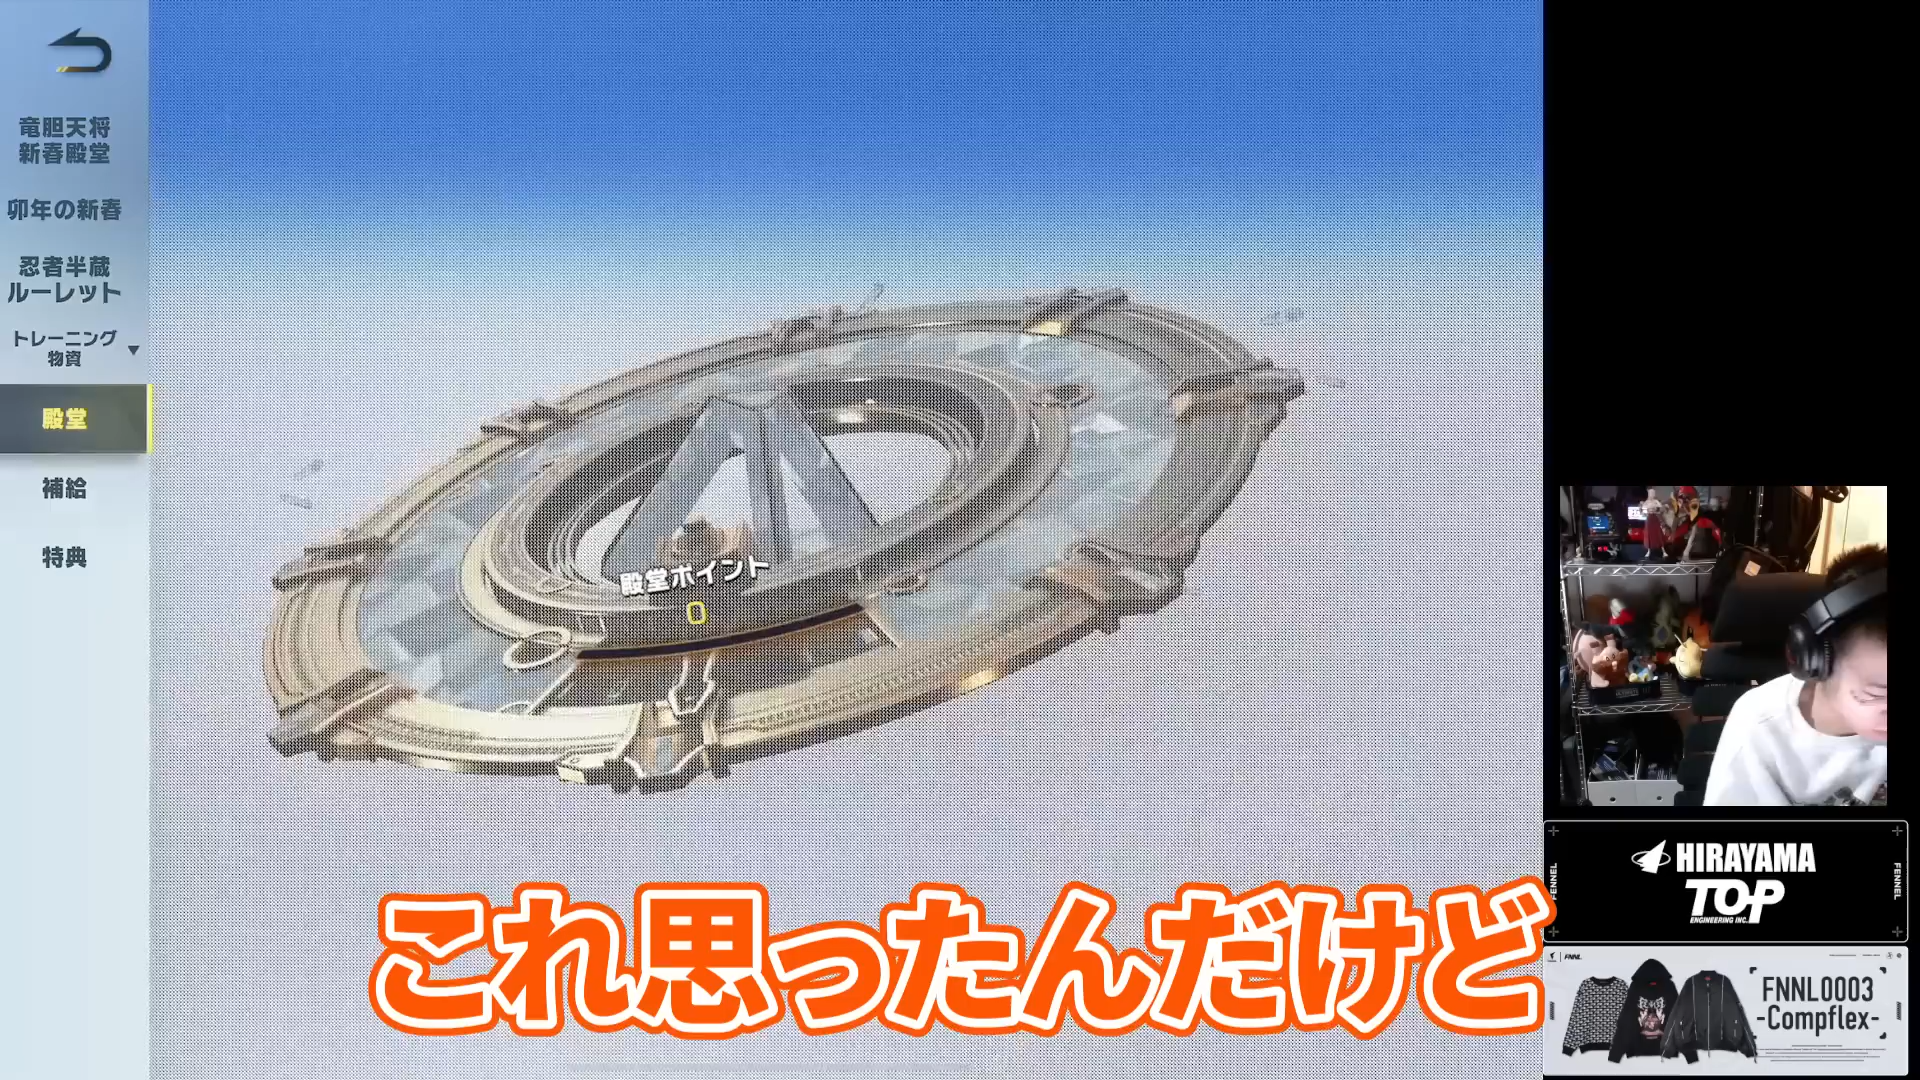 竜胆天将
新春殿堂
卯年の新春
忍者半蔵
ルーレット
トレーニング
物資
殿堂
補給
特典
殿堂ポイント
0
これ思ったんだけど
HIRAYAMA
TOP
ENGINEERING INC.
FENNEL
FENNEL
FNNL
FNNL0003
-Compflex-